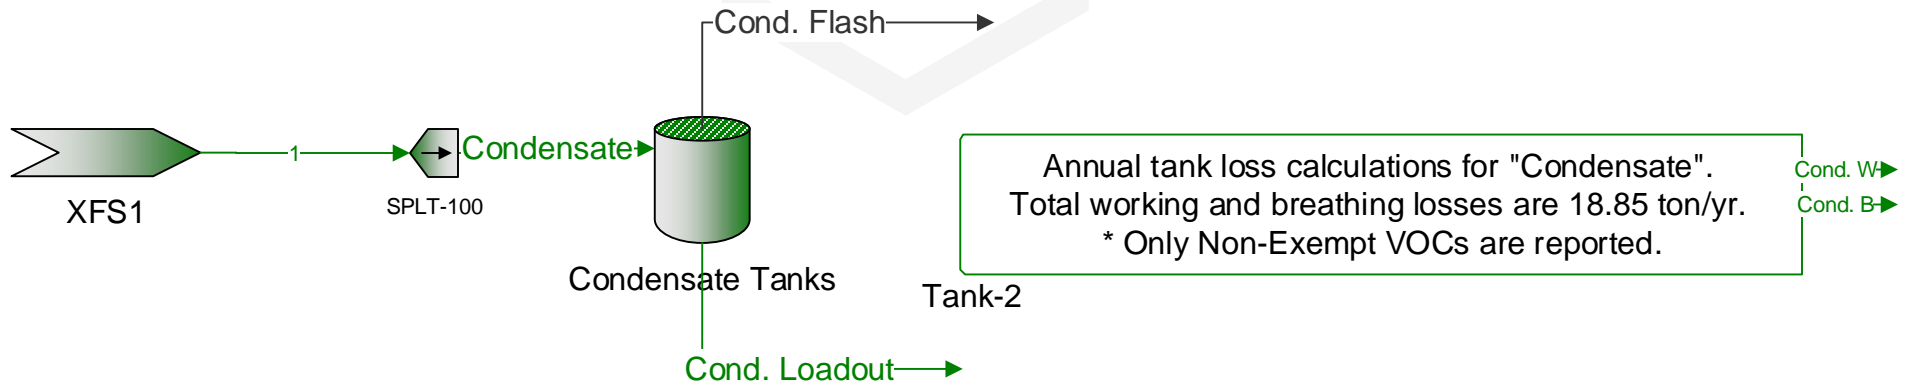 Cond. Flash
1
Condensate
XFS1
SPLT-100
Condensate Tanks
Cond. Loadout
Annual tank loss calculations for "Condensate".
Total working and breathing losses are 18.85 ton/yr.
* Only Non-Exempt VOCs are reported.
Cond. W
Cond. B
Tank-2